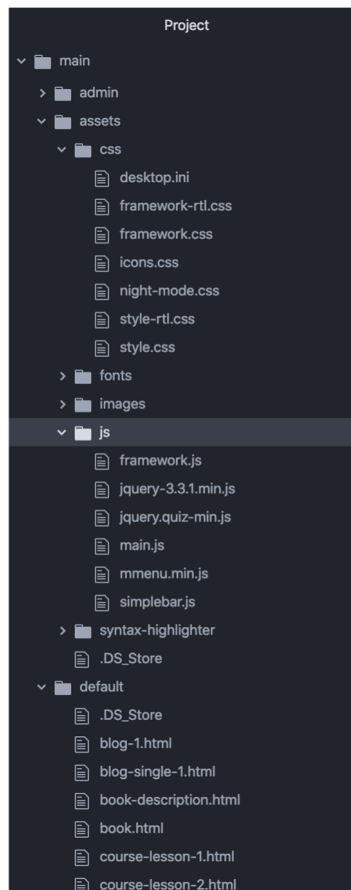 Project
main
admin
assets
css
desktop.ini
framework-rtl.css
framework.css
icons.css
night-mode.css
style-rtl.css
style.css
fonts
images
js
framework.js
jquery-3.3.1.min.js
jquery.quiz-min.js
main.js
mmenu.min.js
simplebar.js
syntax-highlighter
.DS_Store
default
.DS_Store
blog-1.html
blog-single-1.html
book-description.html
book.html
course-lesson-1.html
course-lesson-2.html